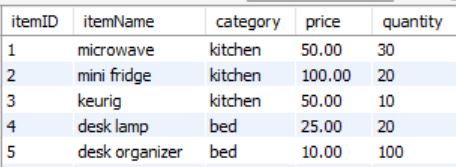 itemID itemName category price quantity
1 microwave kitchen 50.00 30
2 mini fridge kitchen 100.00 20
3 keurig kitchen 50.00 10
4 desk lamp bed 25.00 20
5 desk organizer bed 10.00 100